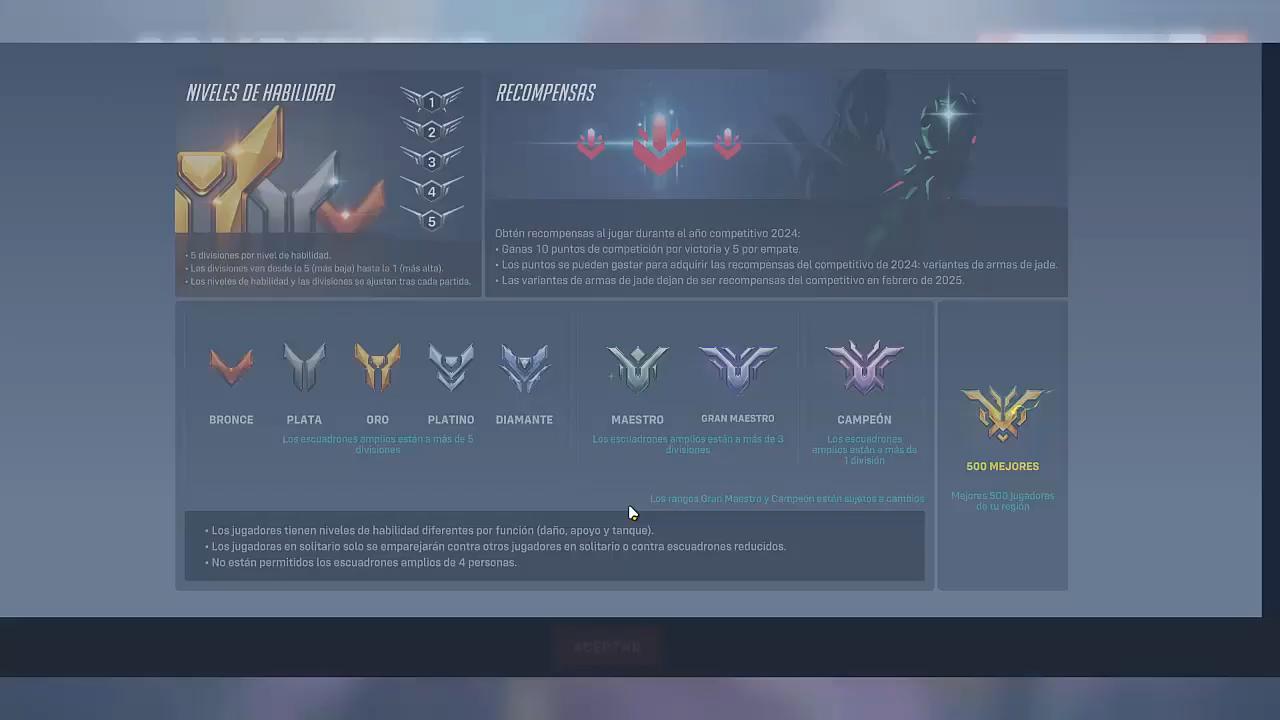 NIVELES DE HABILIDAD
1
2
3
4
5
• 5 divisiones por nivel de habilidad.
• Las divisiones van desde la 5 (más baja) hasta la 1 (más alta).
• Los niveles de habilidad y las divisiones se ajustan tras cada partida.
RECOMPENSAS
Obtén recompensas al jugar durante el año competitivo 2024:
• Ganas 10 puntos de competición por victoria y 5 por empate.
• Los puntos se pueden gastar para adquirir las recompensas del competitivo de 2024: variantes de armas de jade.
• Las variantes de armas de jade dejan de ser recompensas del competitivo en febrero de 2025.
BRONCE
PLATA
ORO
PLATINO
DIAMANTE
Los escuadrones amplios están a más de 5
divisiones
MAESTRO
GRAN MAESTRO
Los escuadrones amplios están a más de 3
divisiones
CAMPEÓN
Los escuadrones
amplios están a más de
1 división
Los rangos Gran Maestro y Campeón están sujetos a cambios
• Los jugadores tienen niveles de habilidad diferentes por función (daño, apoyo y tanque).
• Los jugadores en solitario solo se emparejarán contra otros jugadores en solitario o contra escuadrones reducidos.
• No están permitidos los escuadrones amplios de 4 personas.
500 MEJORES
Mejores 500 jugadores
de tu región
ACEPTAR